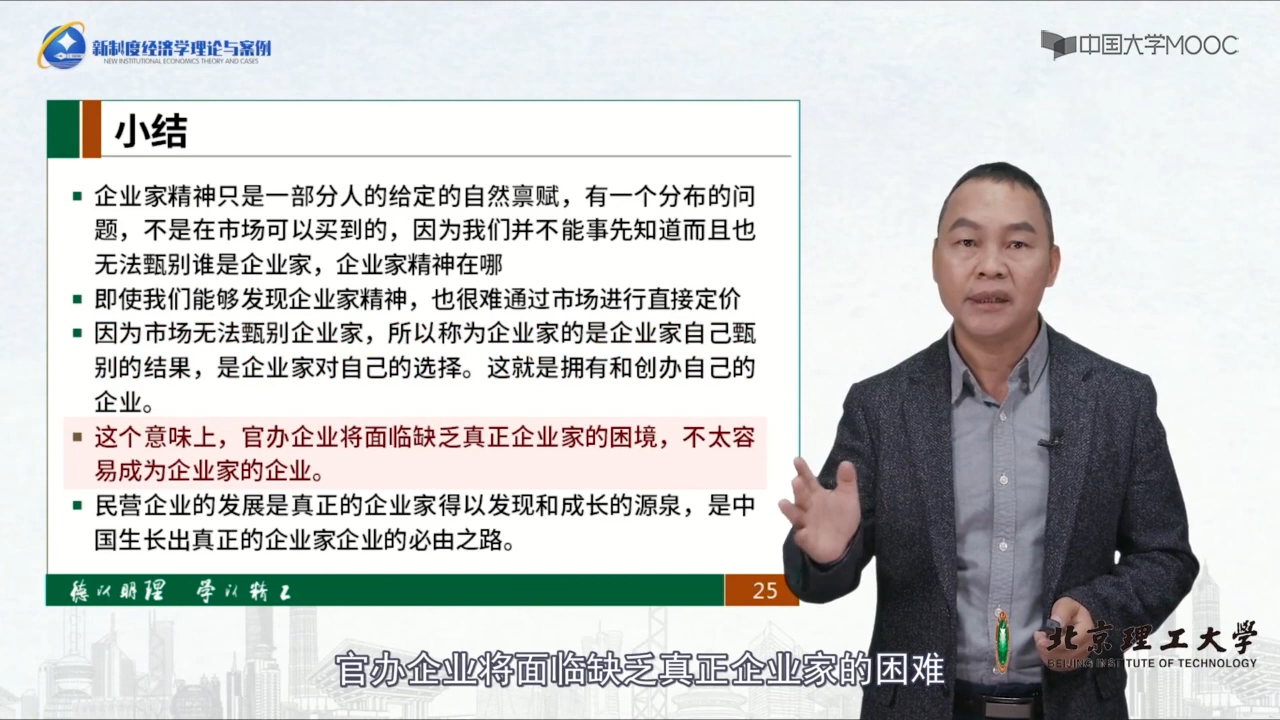 新制度经济学理论与案例
NEW INSTITUTIONAL ECONOMICS THEORY AND CASES
中国大学MOOC
小结
企业家精神只是一部分人的给定的自然禀赋，有一个分布的问
题，不是在市场可以买到的，因为我们并不能事先知道而且也
无法甄别谁是企业家，企业家精神在哪
即使我们能够发现企业家精神，也很难通过市场进行直接定价
因为市场无法甄别企业家，所以称为企业家的是企业家自己甄
别的结果，是企业家对自己的选择。这就是拥有和创办自己的
企业。
这个意味上，官办企业将面临缺乏真正企业家的困境，不太容
易成为企业家的企业。
民营企业的发展是真正的企业家得以发现和成长的源泉，是中
国生长出真正的企业家企业的必由之路。
德以明理 学以精工
25
北京理工大学
BEIJING INSTITUTE OF TECHNOLOGY
官办企业将面临缺乏真正企业家的困难